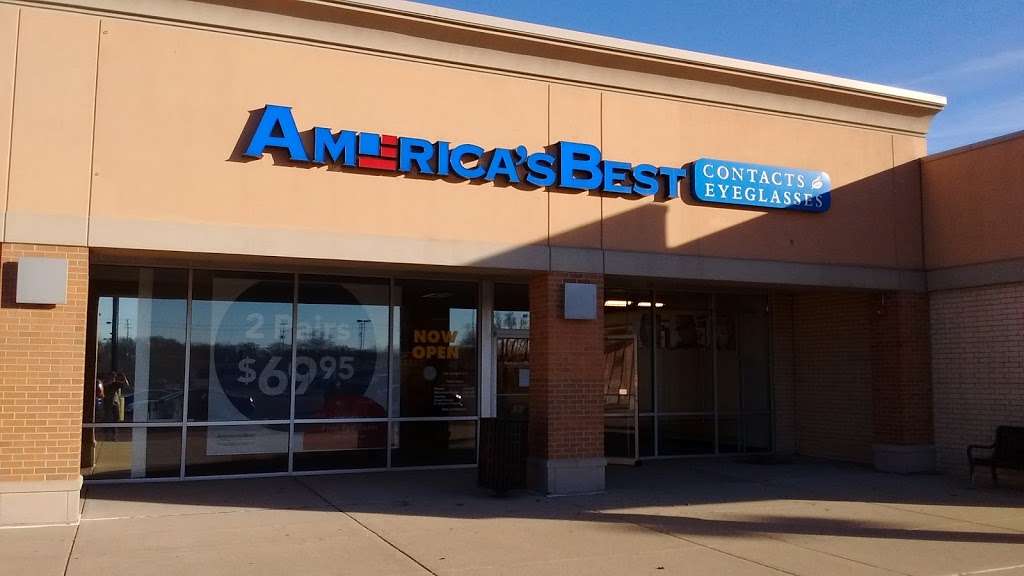 AMERICA'S BEST
CONTACTS &
EYEGLASSES
2 Pairs
$69.95
NOW
OPEN